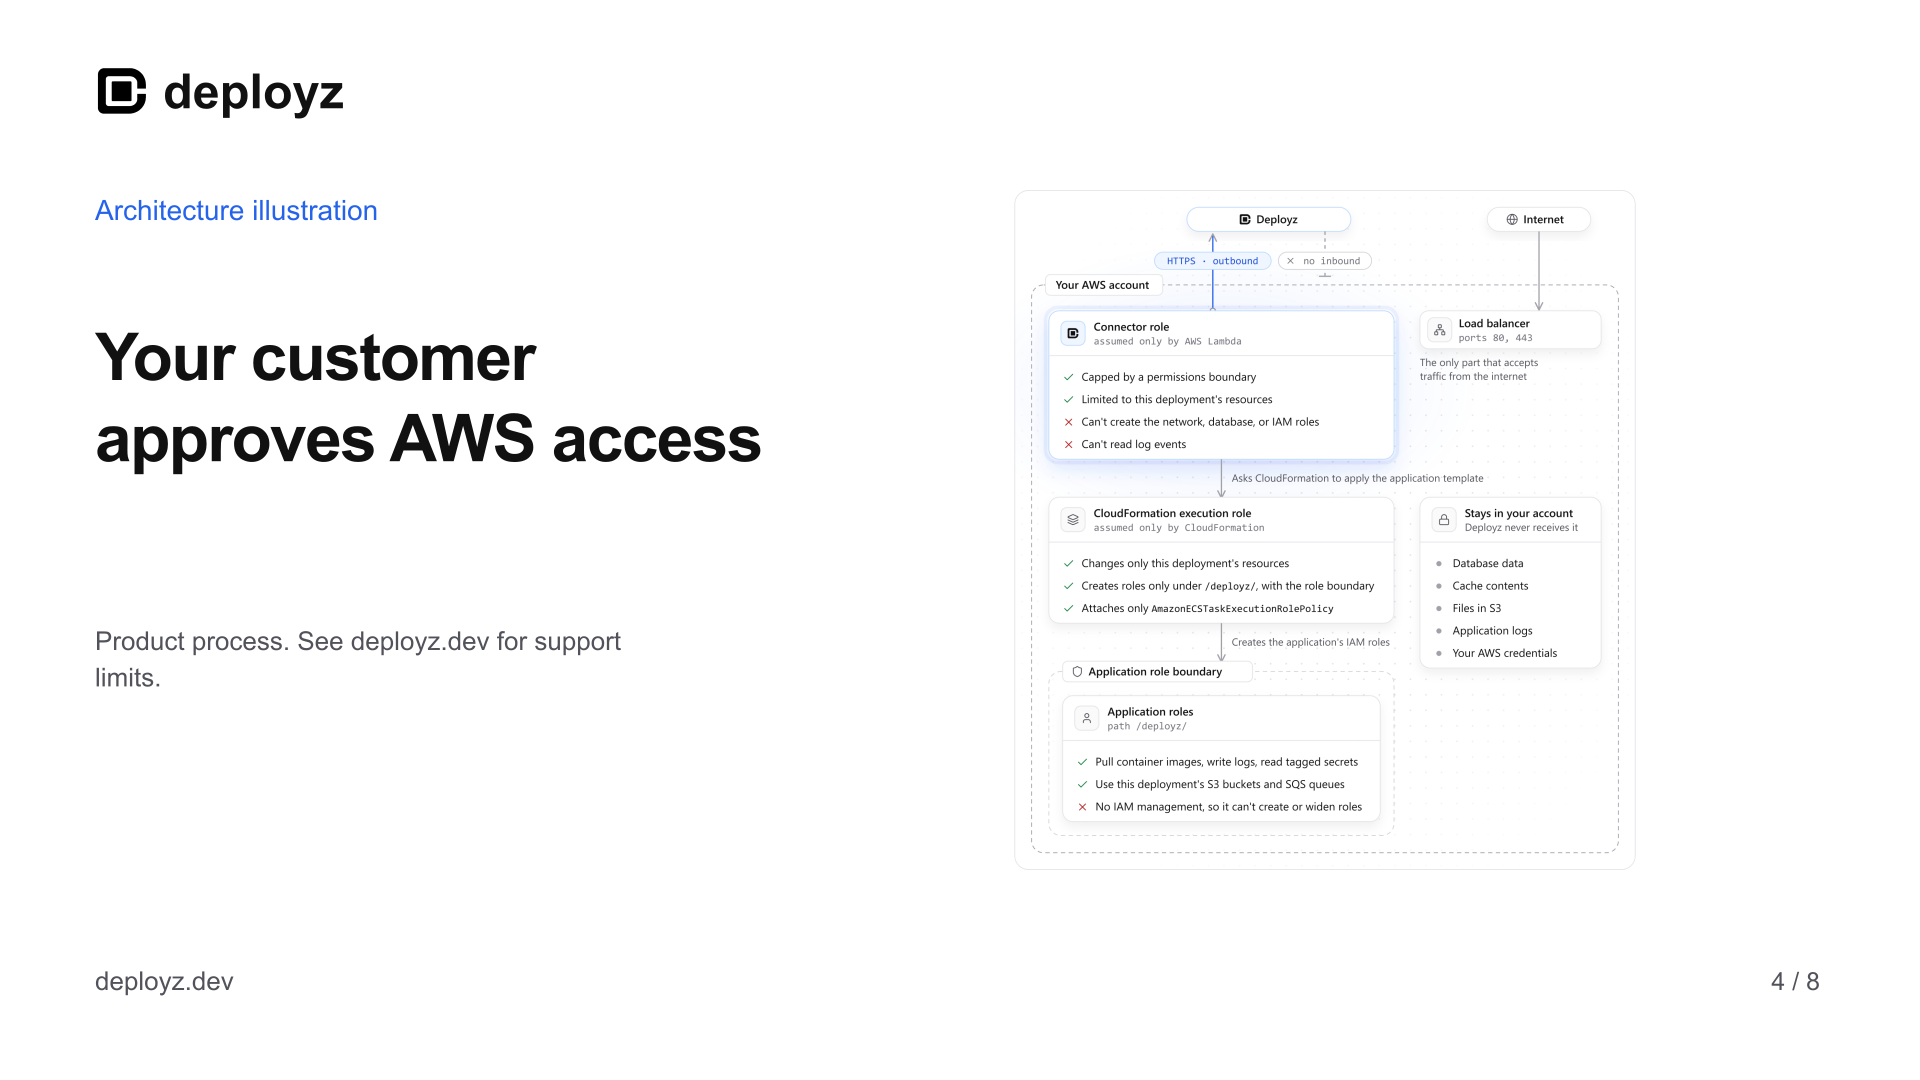 deployz
Architecture illustration
Your customer
approves AWS access
Product process. See deployz.dev for support
limits.
Deployz
Internet
HTTPS · outbound
no inbound
Your AWS account
Connector role
assumed only by AWS Lambda
Capped by a permissions boundary
Limited to this deployment's resources
Can't create the network, database, or IAM roles
Can't read log events
Load balancer
ports 80, 443
The only part that accepts
traffic from the internet
Asks CloudFormation to apply the application template
CloudFormation execution role
assumed only by CloudFormation
Changes only this deployment's resources
Creates roles only under /deployz/, with the role boundary
Attaches only AmazonECSTaskExecutionRolePolicy
Stays in your account
Deployz never receives it
Database data
Cache contents
Files in S3
Application logs
Your AWS credentials
Creates the application's IAM roles
Application role boundary
Application roles
path /deployz/
Pull container images, write logs, read tagged secrets
Use this deployment's S3 buckets and SQS queues
No IAM management, so it can't create or widen roles
deployz.dev
4 / 8